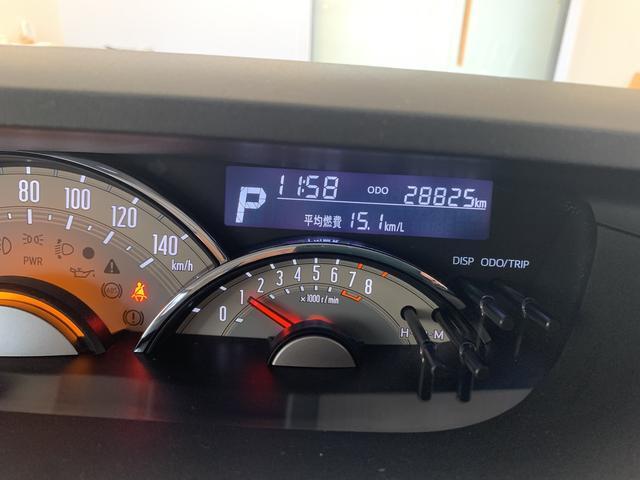 P 11:58 ODO 28825km
平均燃費 15.1km/L
DISP ODO/TRIP
80 100 120 140
km/h
PWR
ABS
0 1 2 3 4 5 6 7 8
×1000r/min
H M